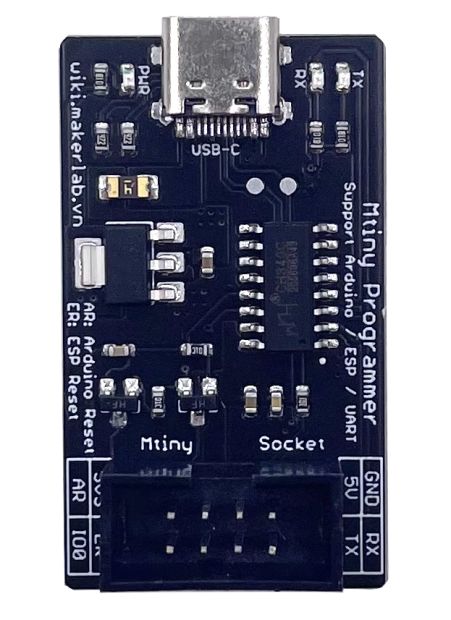 PWR
wiki.makerlab.vn
RX
TX
USB-C
Mtiny Programmer
Support Arduino / ESP / UART
CH340C
AR: Arduino Reset
ER: ESP Reset
Mtiny Socket
AR
IO0
GND
RX
5V
TX